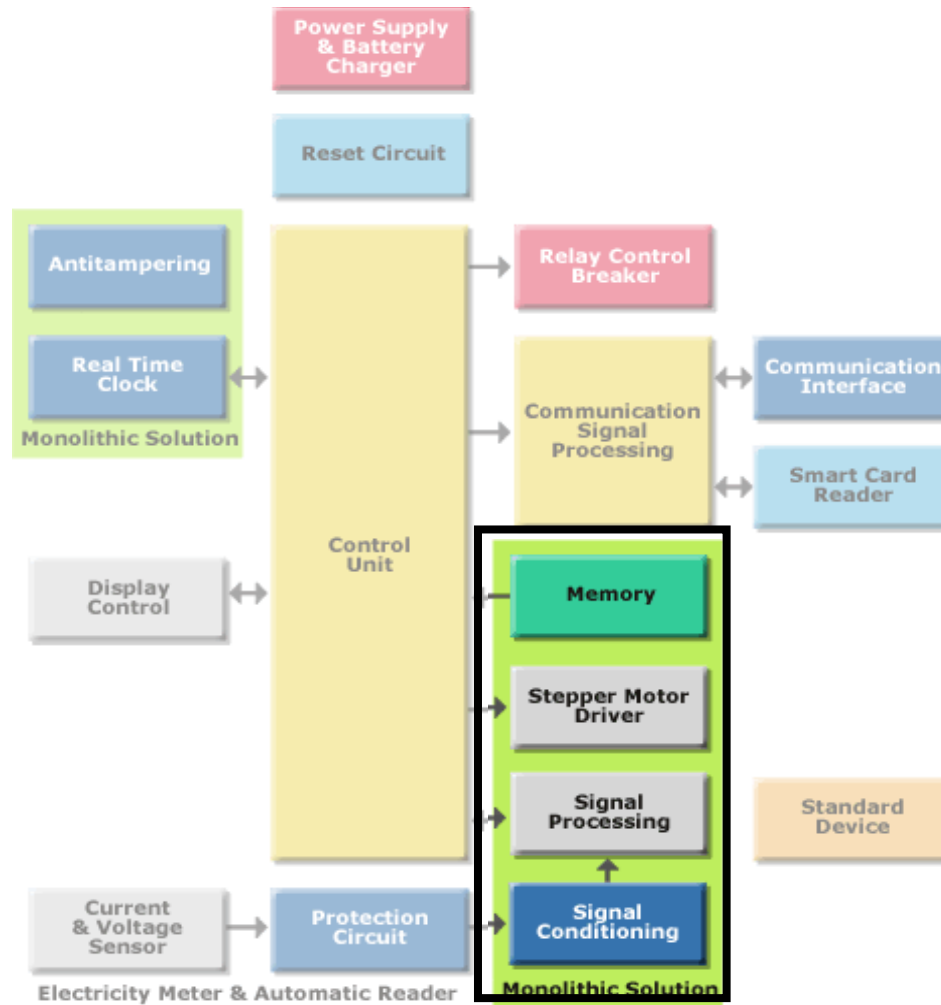 Power Supply
& Battery
Charger
Reset Circuit
Antitampering
Real Time
Clock
Monolithic Solution
Relay Control
Breaker
Communication
Signal
Processing
Communication
Interface
Smart Card
Reader
Control
Unit
Display
Control
Memory
Stepper Motor
Driver
Signal
Processing
Standard
Device
Current
& Voltage
Sensor
Protection
Circuit
Signal
Conditioning
Electricity Meter & Automatic Reader
Monolithic Solution